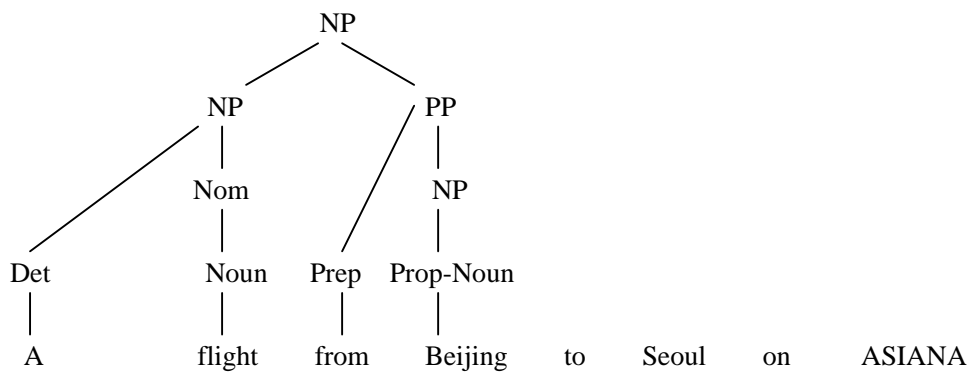 NP
NP PP
Nom NP
Det Noun Prep Prop-Noun
A flight from Beijing to Seoul on ASIANA